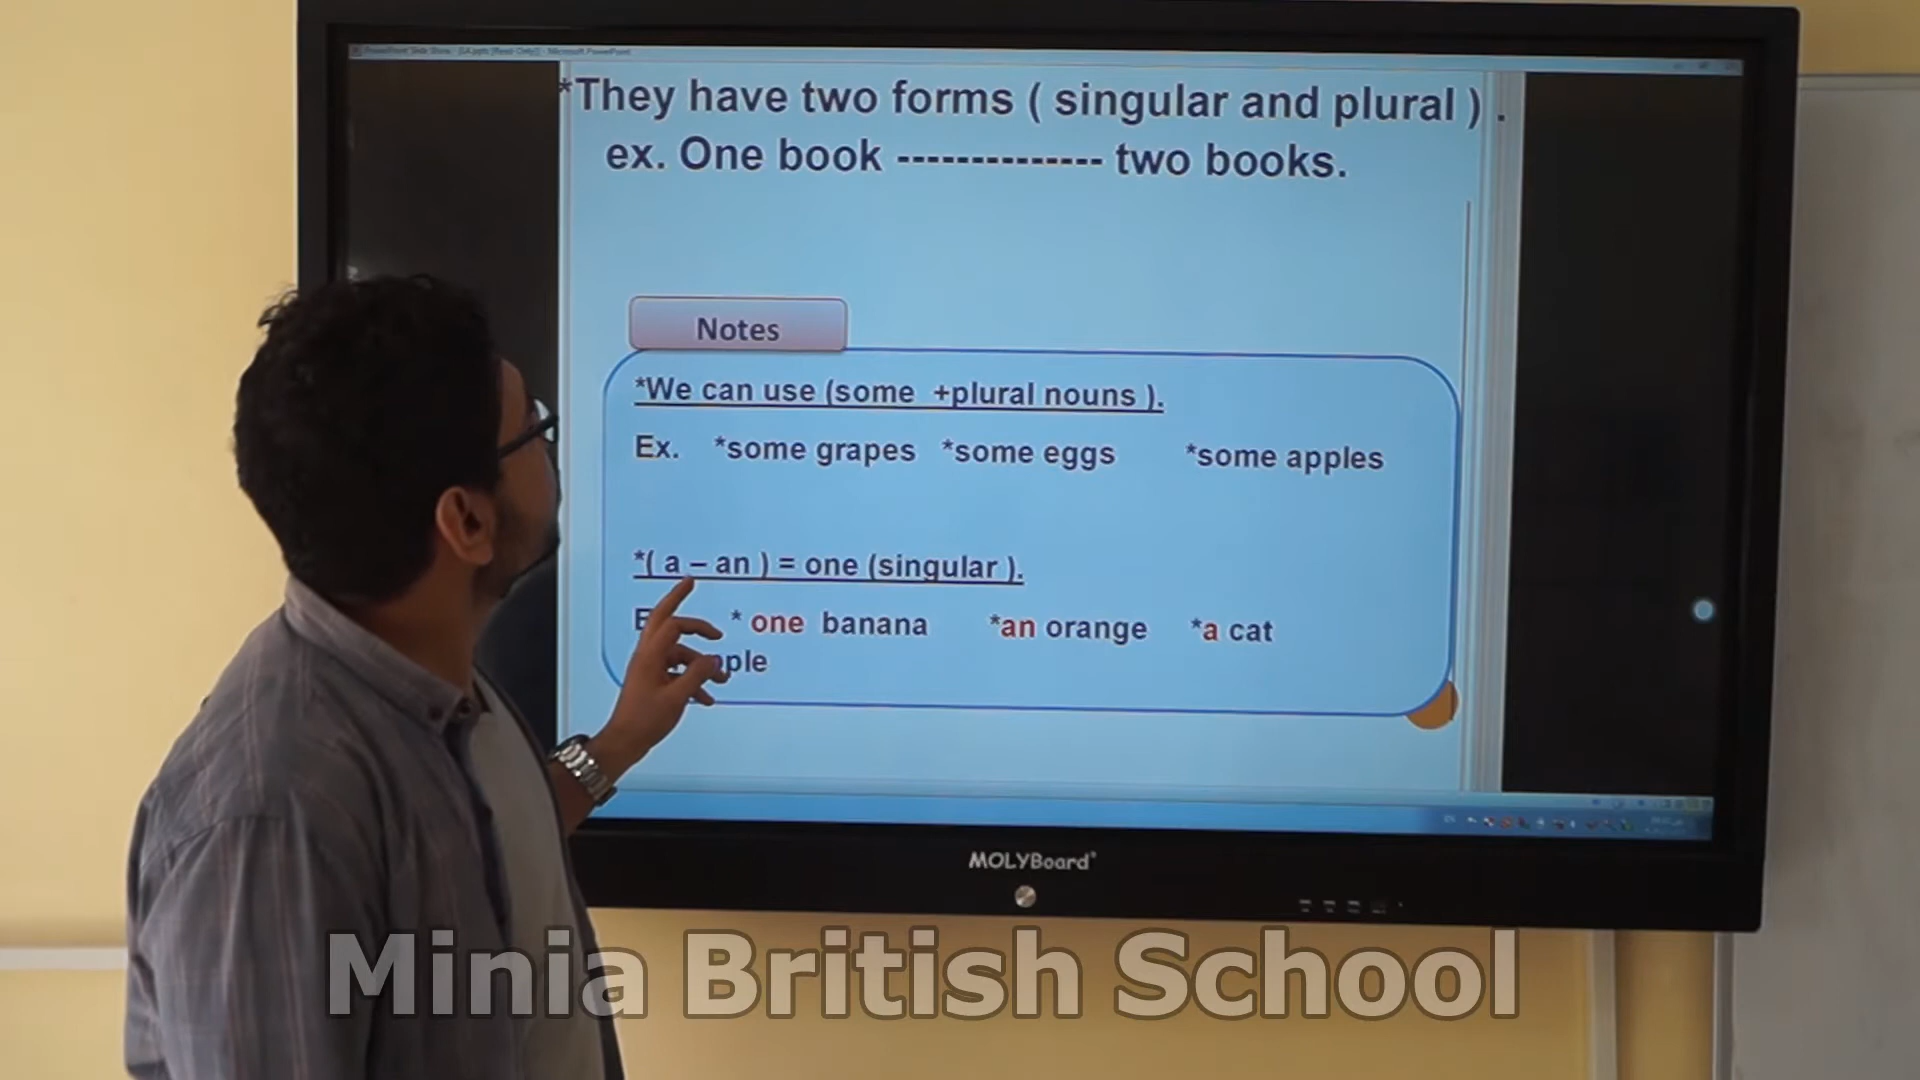 *They have two forms ( singular and plural ) .
ex. One book -------------- two books.
Notes
*We can use (some +plural nouns ).
Ex. *some grapes *some eggs *some apples
*( a – an ) = one (singular ).
* one banana *an orange *a cat
MOLYBoard
Minia British School